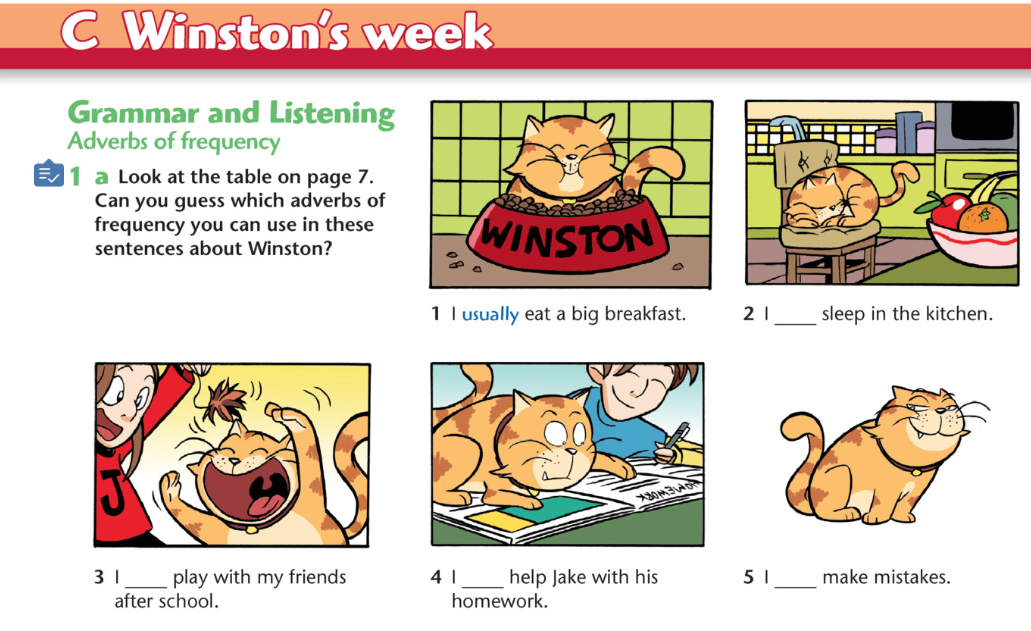 C Winston's week
Grammar and Listening
Adverbs of frequency
1 a Look at the table on page 7.
Can you guess which adverbs of
frequency you can use in these
sentences about Winston?
WINSTON
1 I usually eat a big breakfast.
2 I ____ sleep in the kitchen.
J
3 I ____ play with my friends
after school.
HOMEWORK
4 I ____ help Jake with his
homework.
5 I ____ make mistakes.